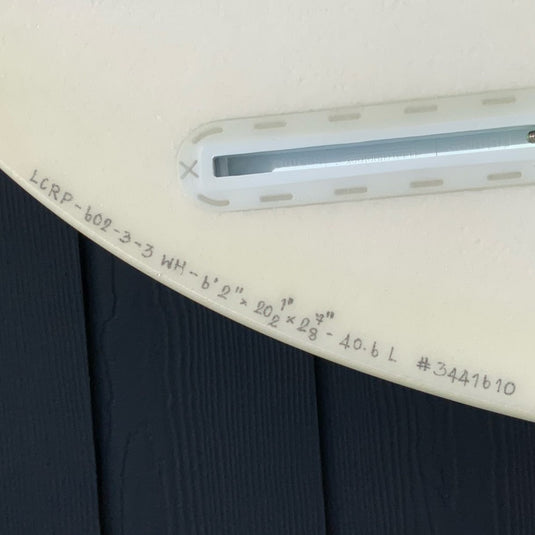 LCRP-602-3-3 WH - 6'2" × 20 1/2" × 2 7/8" - 40.6 L #3441610